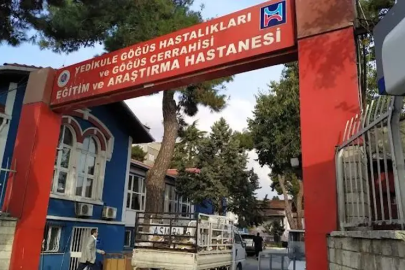 YEDİKULE GÖĞÜS HASTALIKLARI
ve GÖĞÜS CERRAHİSİ
EĞİTİM ve ARAŞTIRMA HASTANESİ